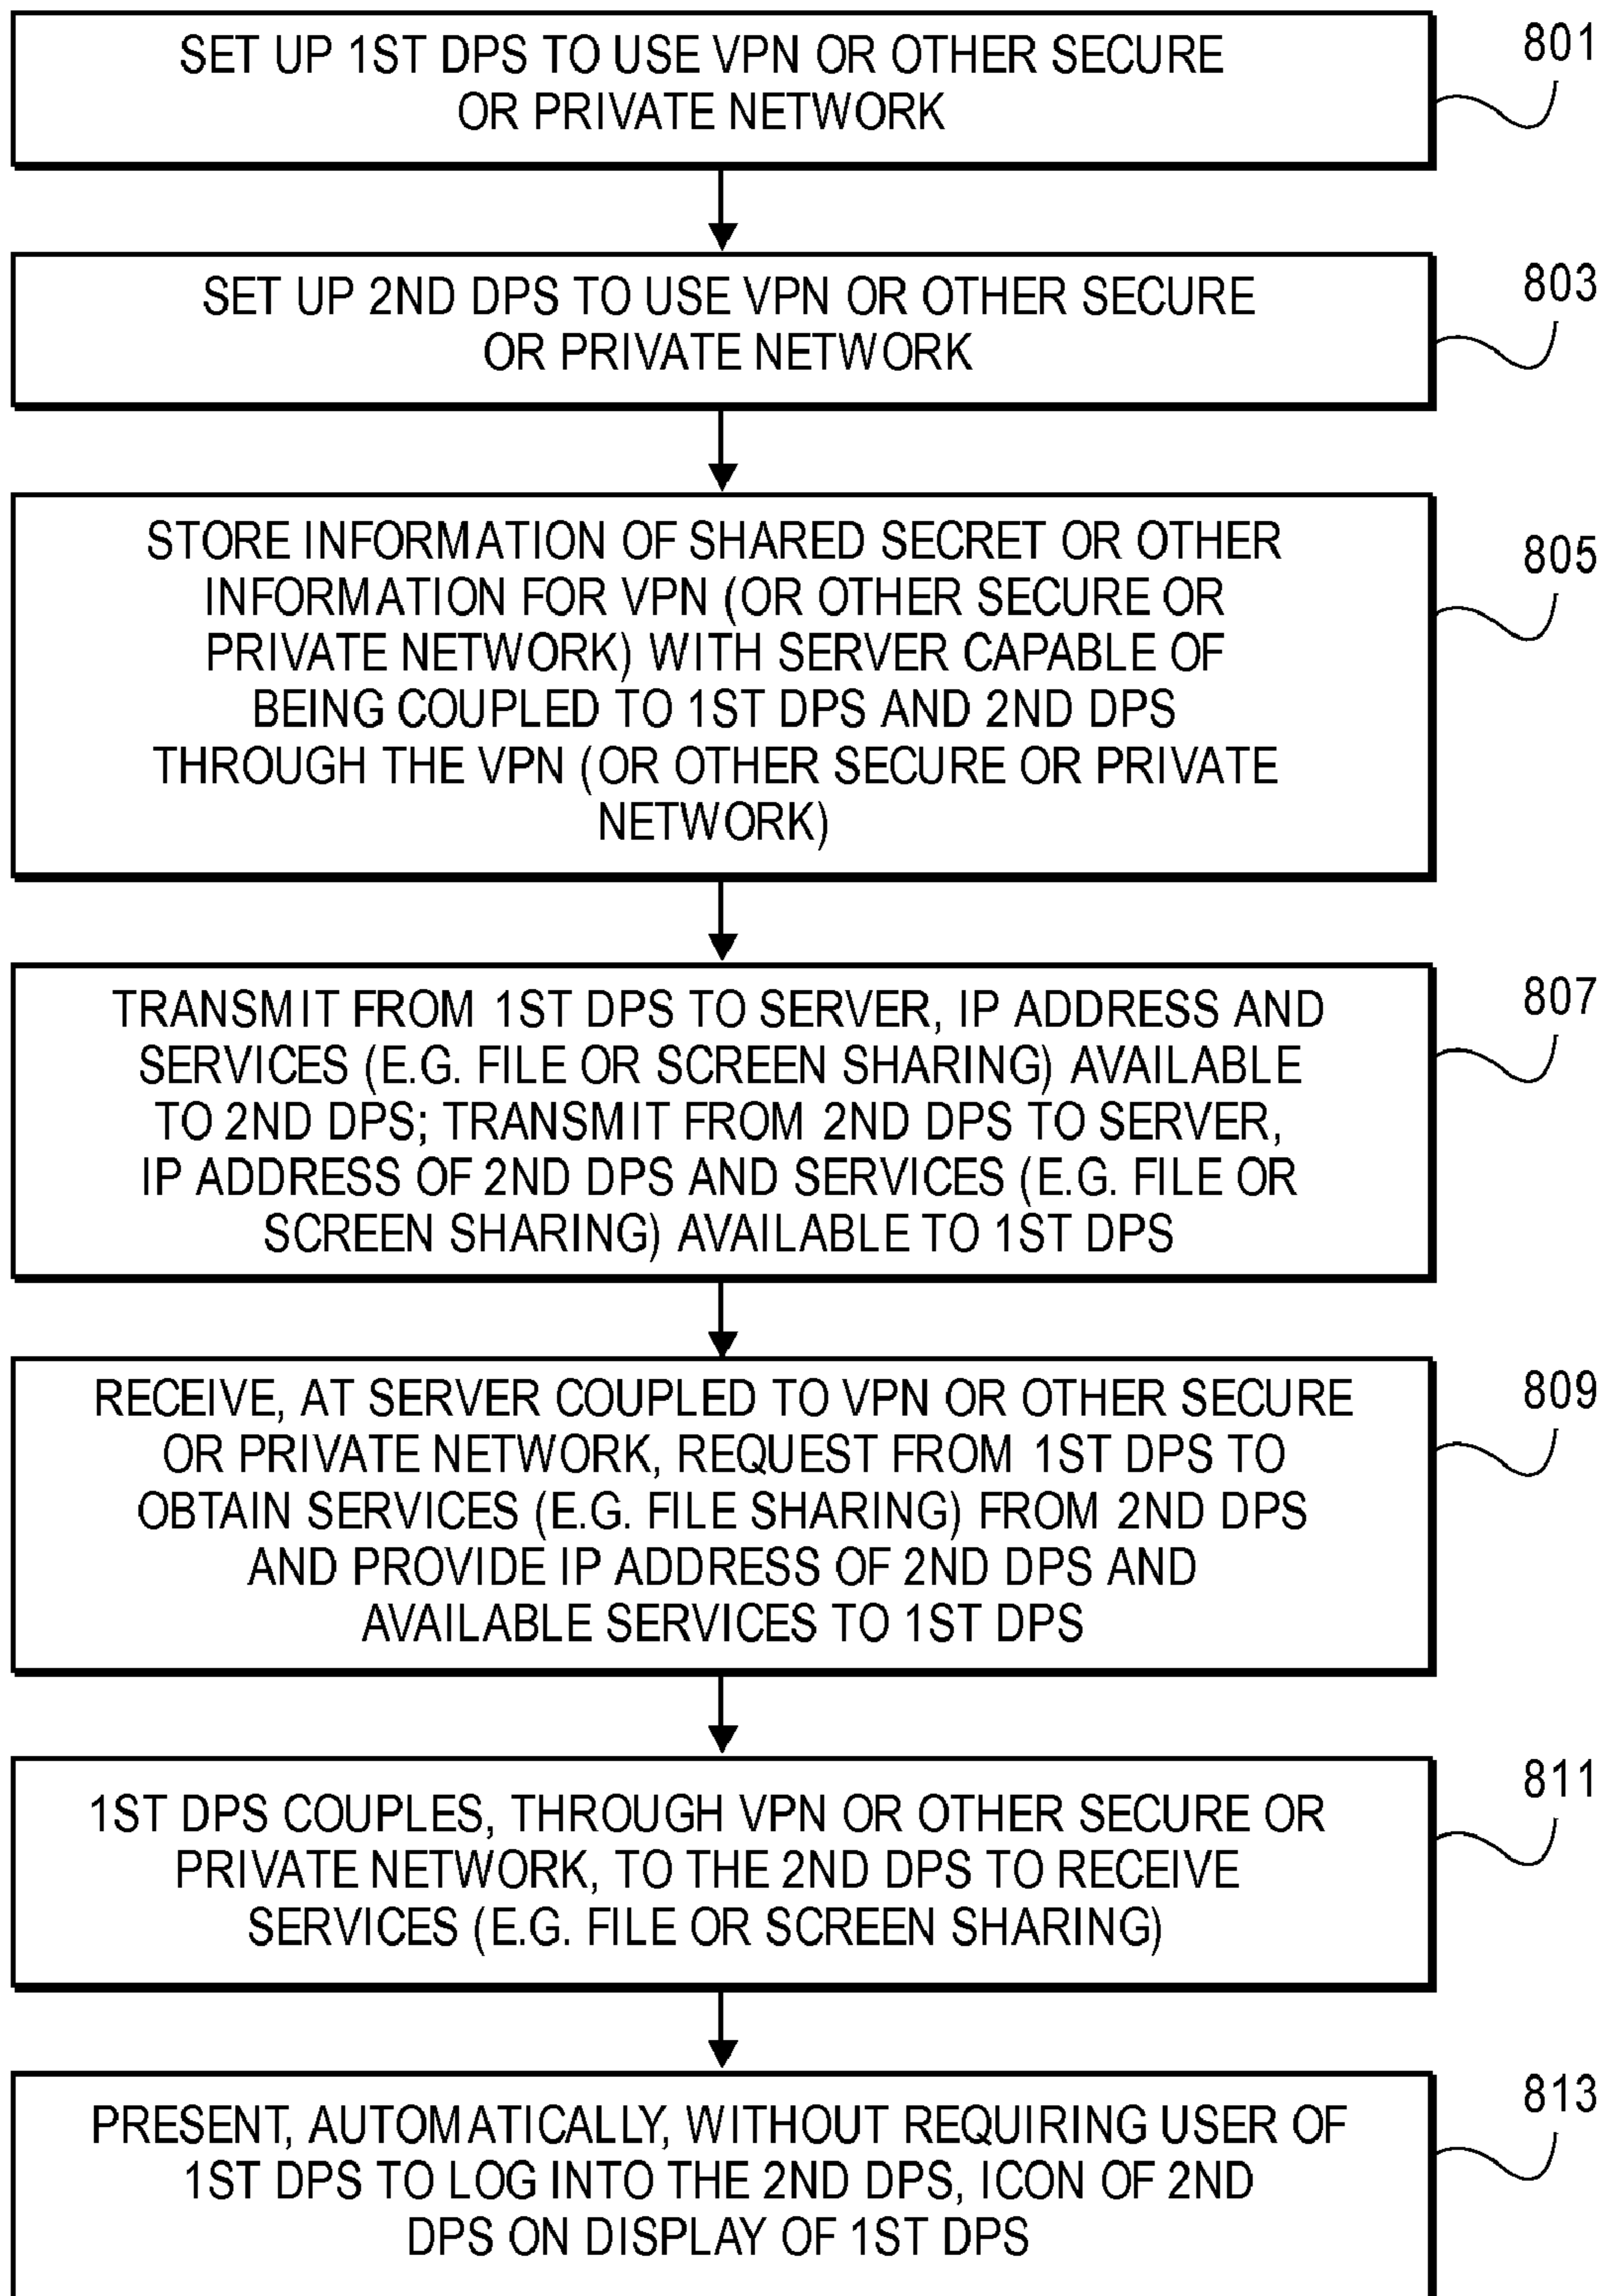 SET UP 1ST DPS TO USE VPN OR OTHER SECURE
OR PRIVATE NETWORK
801
SET UP 2ND DPS TO USE VPN OR OTHER SECURE
OR PRIVATE NETWORK
803
STORE INFORMATION OF SHARED SECRET OR OTHER
INFORMATION FOR VPN (OR OTHER SECURE OR
PRIVATE NETWORK) WITH SERVER CAPABLE OF
BEING COUPLED TO 1ST DPS AND 2ND DPS
THROUGH THE VPN (OR OTHER SECURE OR PRIVATE
NETWORK)
805
TRANSMIT FROM 1ST DPS TO SERVER, IP ADDRESS AND
SERVICES (E.G. FILE OR SCREEN SHARING) AVAILABLE
TO 2ND DPS; TRANSMIT FROM 2ND DPS TO SERVER,
IP ADDRESS OF 2ND DPS AND SERVICES (E.G. FILE OR
SCREEN SHARING) AVAILABLE TO 1ST DPS
807
RECEIVE, AT SERVER COUPLED TO VPN OR OTHER SECURE
OR PRIVATE NETWORK, REQUEST FROM 1ST DPS TO
OBTAIN SERVICES (E.G. FILE SHARING) FROM 2ND DPS
AND PROVIDE IP ADDRESS OF 2ND DPS AND
AVAILABLE SERVICES TO 1ST DPS
809
1ST DPS COUPLES, THROUGH VPN OR OTHER SECURE OR
PRIVATE NETWORK, TO THE 2ND DPS TO RECEIVE
SERVICES (E.G. FILE OR SCREEN SHARING)
811
PRESENT, AUTOMATICALLY, WITHOUT REQUIRING USER OF
1ST DPS TO LOG INTO THE 2ND DPS, ICON OF 2ND
DPS ON DISPLAY OF 1ST DPS
813